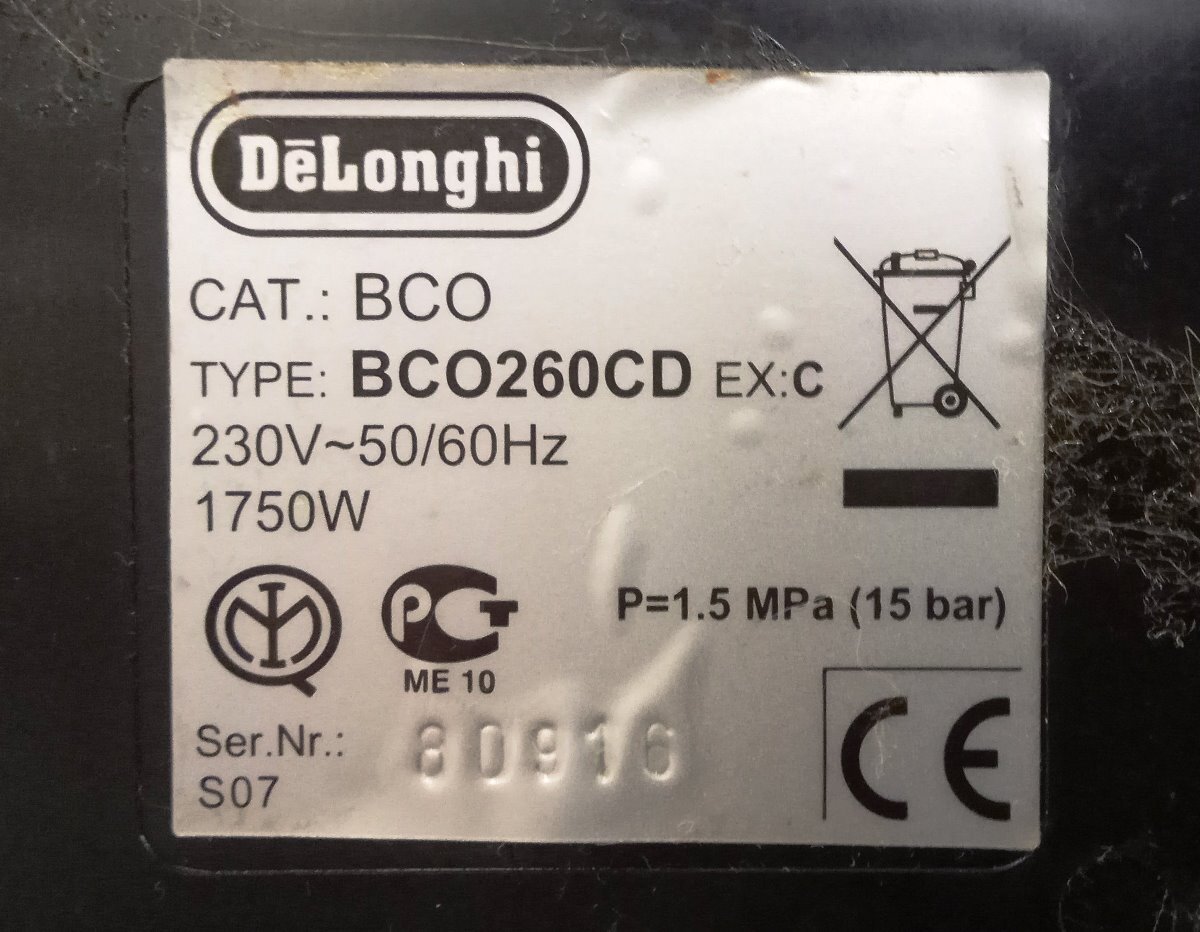 DēLonghi
CAT.: BCO
TYPE: BCO260CD EX:C
230V~50/60Hz
1750W
P=1.5 MPa (15 bar)
PCT
ME 10
Ser.Nr.: 80916
S07
CE